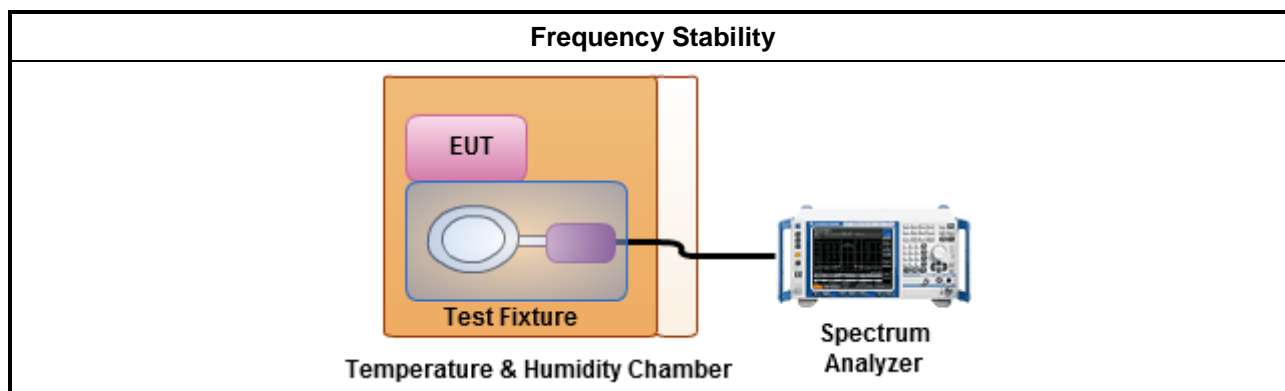 Frequency Stability
EUT
Test Fixture
Temperature & Humidity Chamber
Spectrum
Analyzer